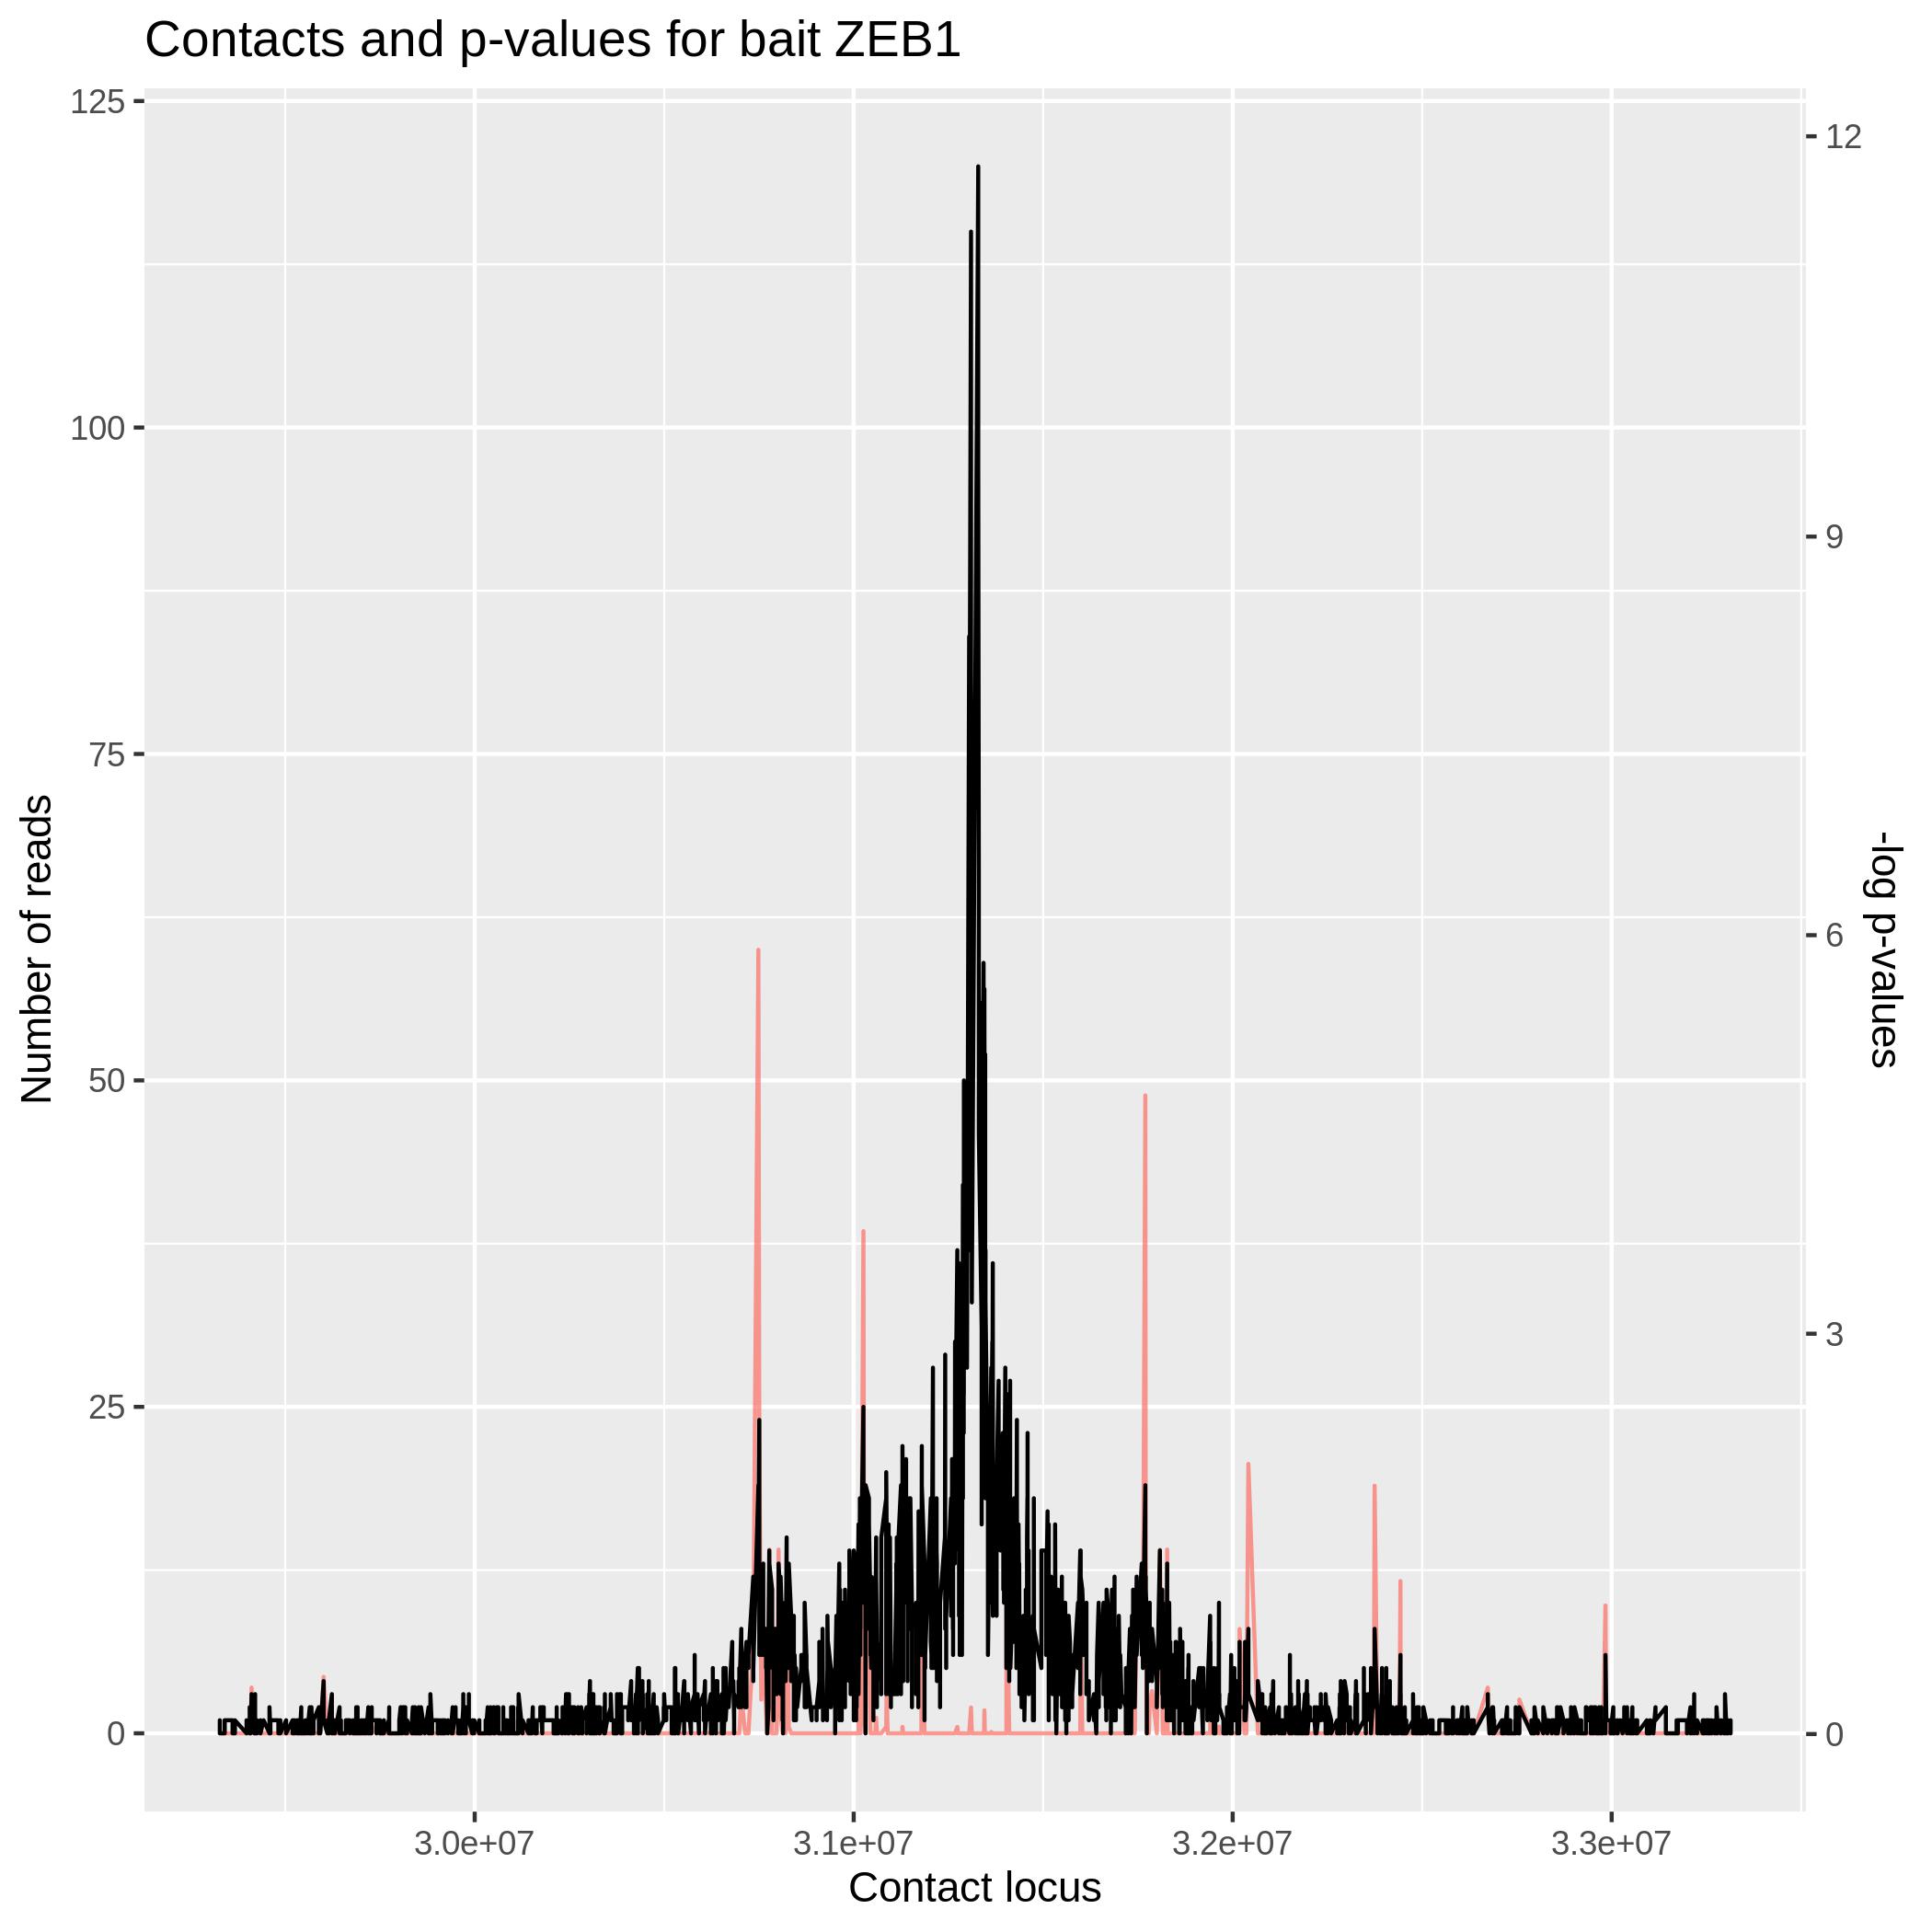 Contacts and p-values for bait ZEB1
125
100
75
50
25
0
Number of reads
12
9
6
3
0
-log p-values
3.0e+07
3.1e+07
3.2e+07
3.3e+07
Contact locus